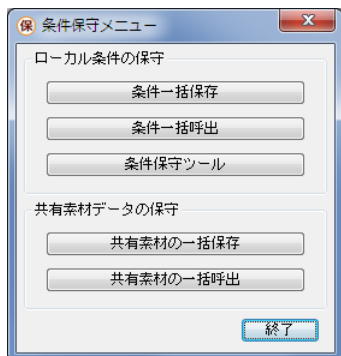 保 条件保守メニュー
ローカル条件の保守
条件一括保存
条件一括呼出
条件保守ツール
共有素材データの保守
共有素材の一括保存
共有素材の一括呼出
終了